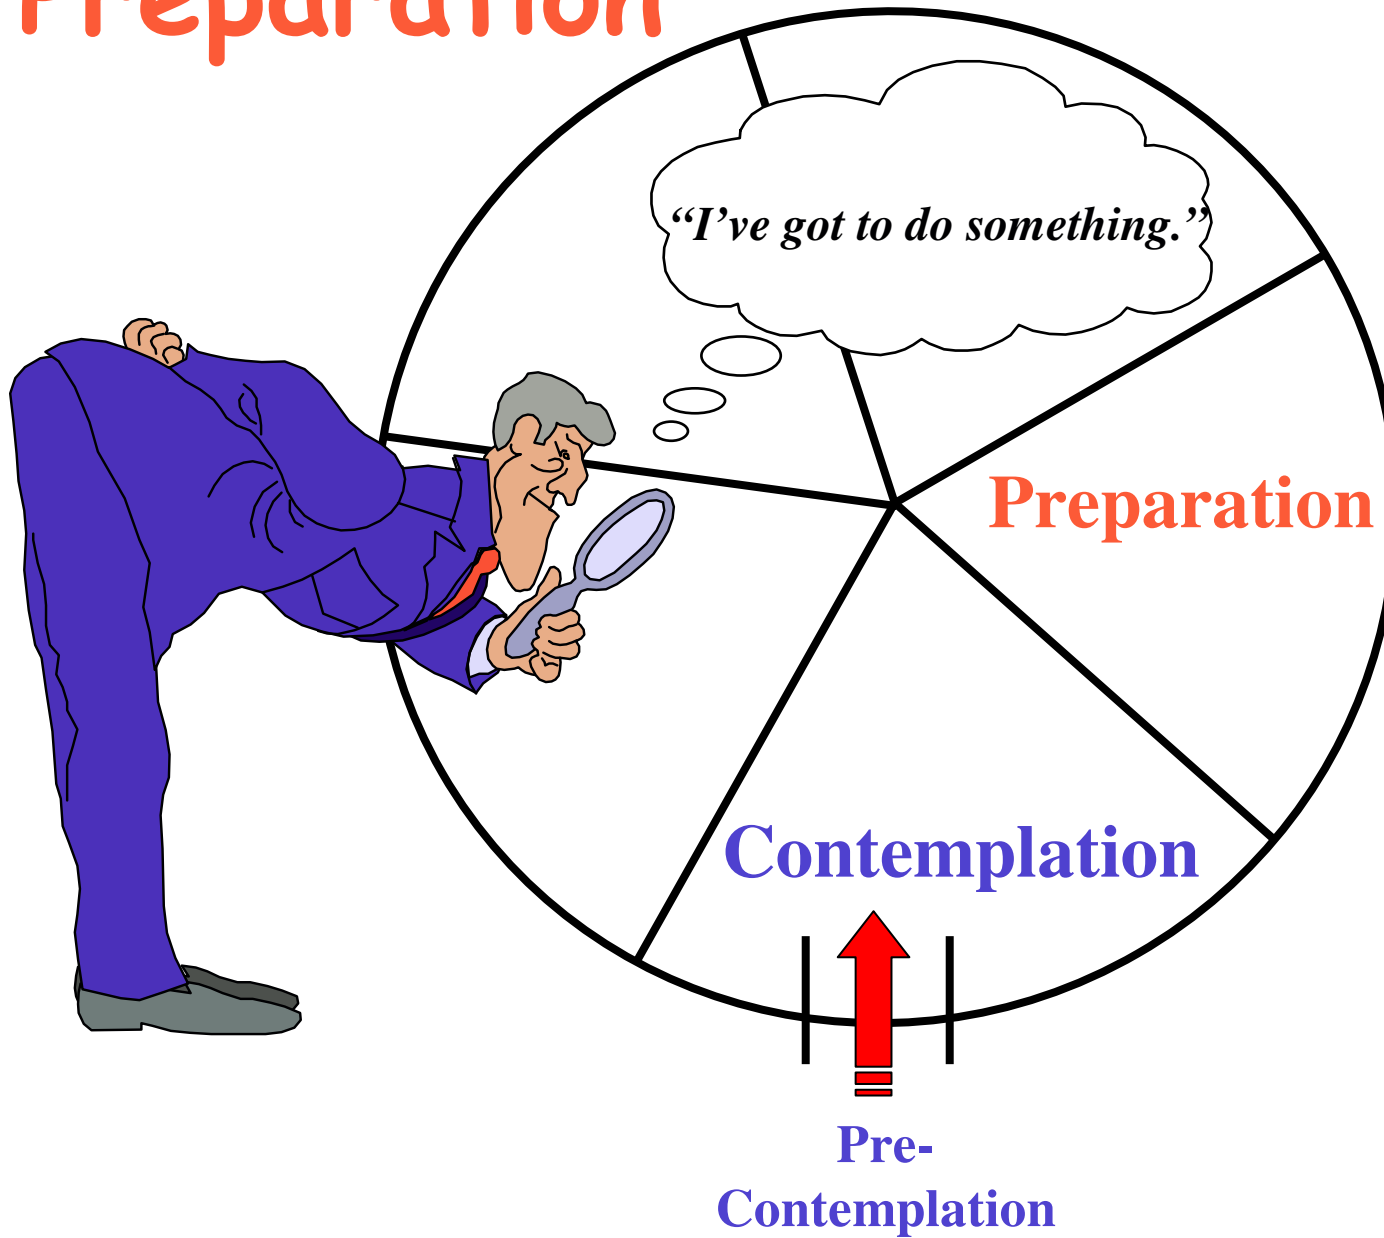 Preparation
“I’ve got to do something.”
Preparation
Contemplation
Pre-
Contemplation